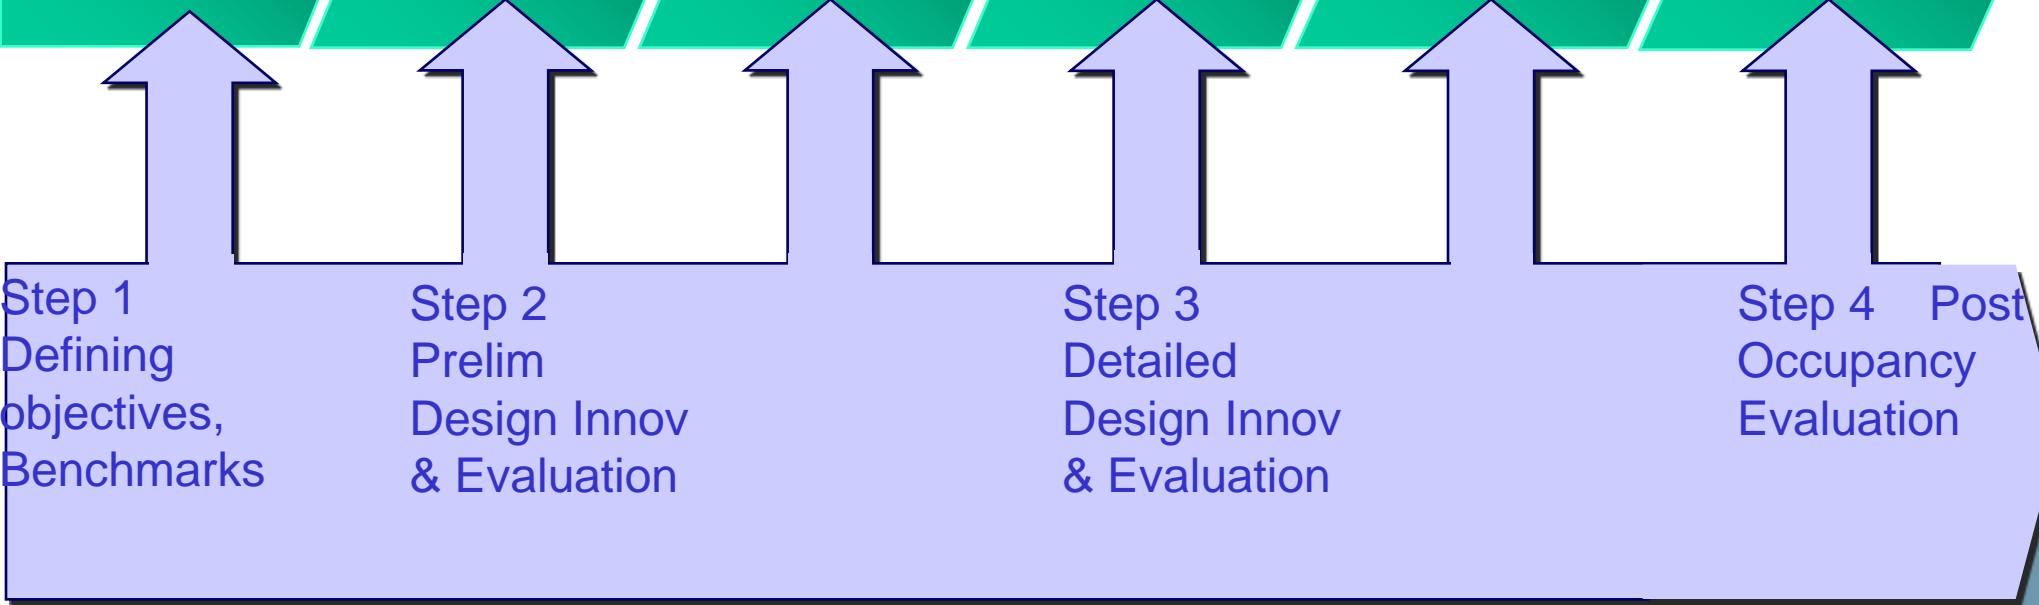 Step 1
Defining
objectives,
Benchmarks
Step 2
Prelim
Design Innov
& Evaluation
Step 3
Detailed
Design Innov
& Evaluation
Step 4 Post
Occupancy
Evaluation